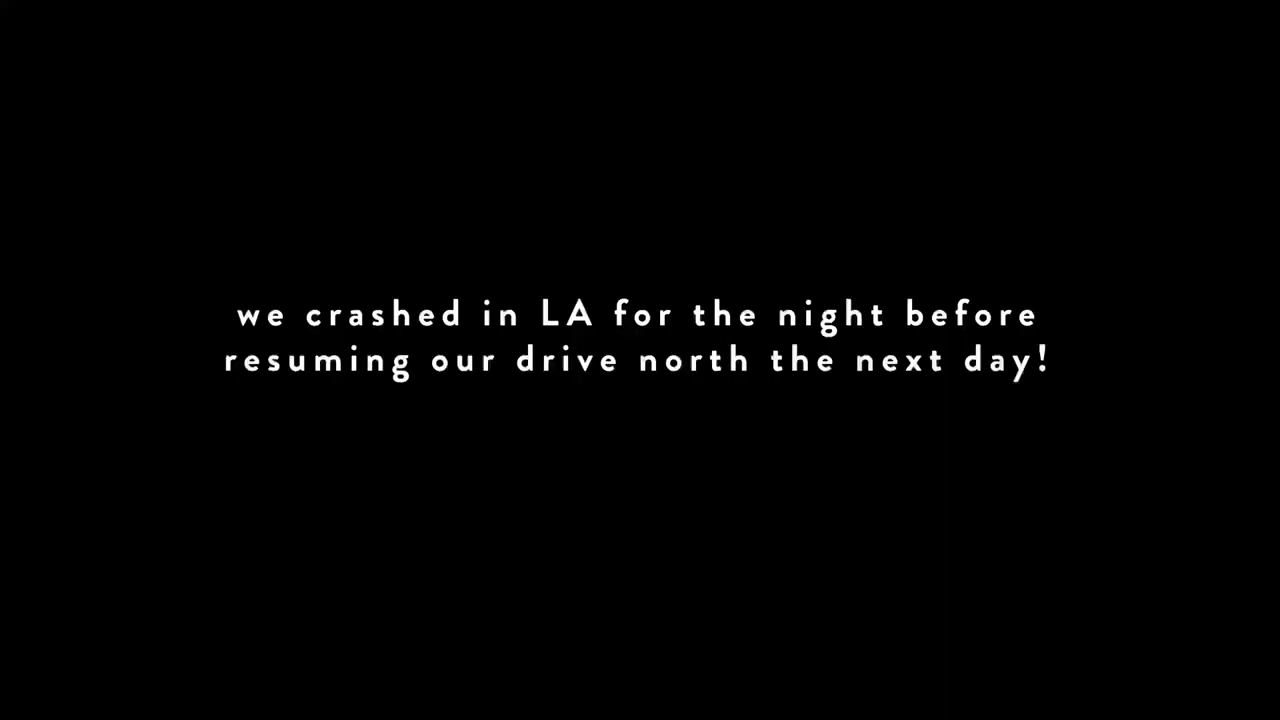 we crashed in LA for the night before
resuming our drive north the next day!